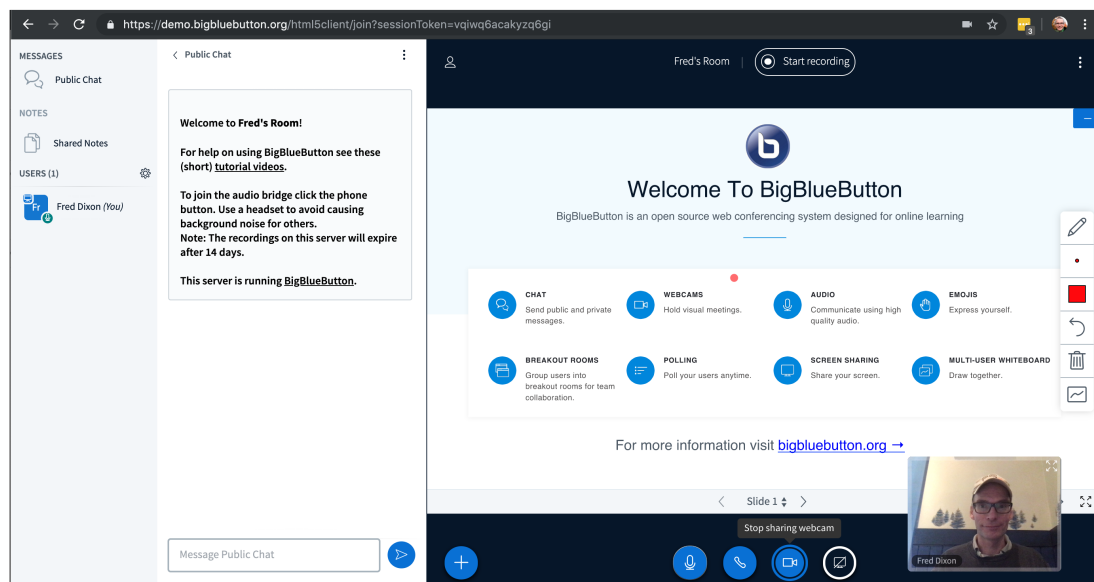 https://demo.bigbluebutton.org/html5client/join?sessionToken=vqiwq6acakyzq6gi
3
MESSAGES
Public Chat
NOTES
Shared Notes
USERS (1)
Fr
Fred Dixon (You)
Public Chat
Welcome to Fred's Room!
For help on using BigBlueButton see these
(short) tutorial videos.
To join the audio bridge click the phone
button. Use a headset to avoid causing
background noise for others.
Note: The recordings on this server will expire
after 14 days.
This server is running BigBlueButton.
Message Public Chat
Fred's Room
Start recording
b
Welcome To BigBlueButton
BigBlueButton is an open source web conferencing system designed for online learning
CHAT
Send public and private
messages.
WEBCAMS
Hold visual meetings.
AUDIO
Communicate using high
quality audio.
EMOJIS
Express yourself.
BREAKOUT ROOMS
Group users into
breakout rooms for team
collaboration.
POLLING
Poll your users anytime.
SCREEN SHARING
Share your screen.
MULTI-USER WHITEBOARD
Draw together.
For more information visit bigbluebutton.org →
Slide 1
Stop sharing webcam
Fred Dixon